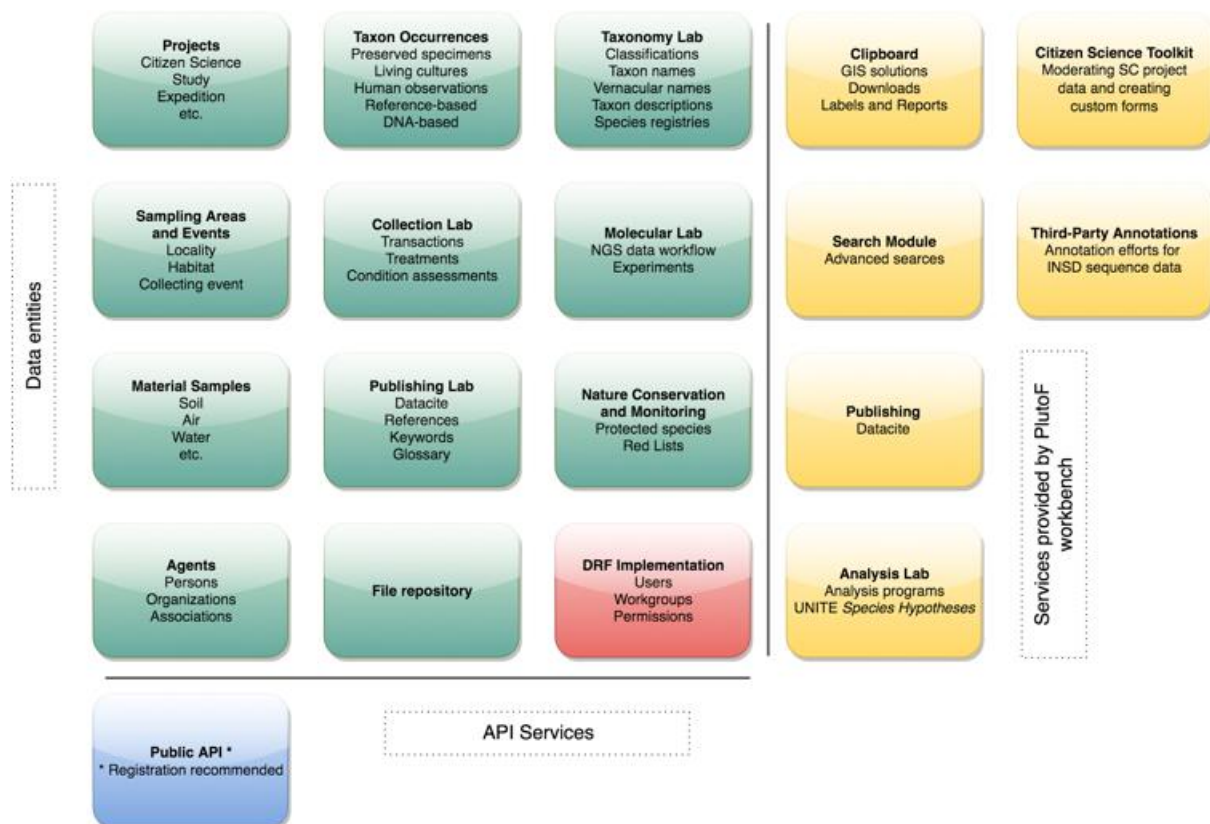 Projects
Citizen Science
Study
Expedition
etc.
Taxon Occurrences
Preserved specimens
Living cultures
Human observations
Reference-based
DNA-based
Taxonomy Lab
Classifications
Taxon names
Vernacular names
Taxon descriptions
Species registries
Clipboard
GIS solutions
Downloads
Labels and Reports
Citizen Science Toolkit
Moderating SC project
data and creating
custom forms
Data entities
Sampling Areas
and Events
Locality
Habitat
Collecting event
Collection Lab
Transactions
Treatments
Condition assessments
Molecular Lab
NGS data workflow
Experiments
Search Module
Advanced searces
Third-Party Annotations
Annotation efforts for
INSD sequence data
Material Samples
Soil
Air
Water
etc.
Publishing Lab
Datacite
References
Keywords
Glossary
Nature Conservation
and Monitoring
Protected species
Red Lists
Publishing
Datacite
Services provided by PlutoF
workbench
Agents
Persons
Organizations
Associations
File repository
DRF Implementation
Users
Workgroups
Permissions
Analysis Lab
Analysis programs
UNITE Species Hypotheses
Public API *
* Registration recommended
API Services